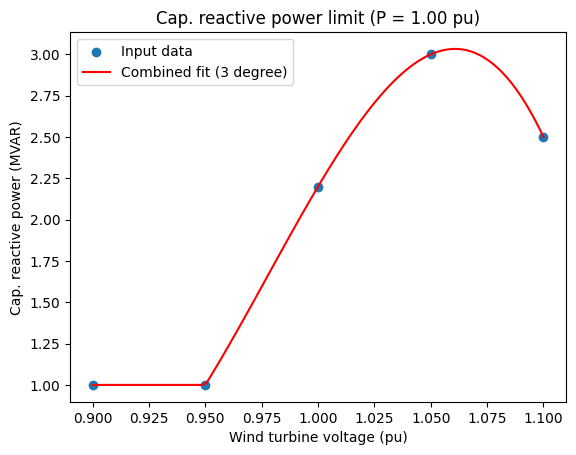 Cap. reactive power limit (P = 1.00 pu)
Input data
Combined fit (3 degree)
Cap. reactive power (MVAR)
3.00
2.75
2.50
2.25
2.00
1.75
1.50
1.25
1.00
0.900 0.925 0.950 0.975 1.000 1.025 1.050 1.075 1.100
Wind turbine voltage (pu)